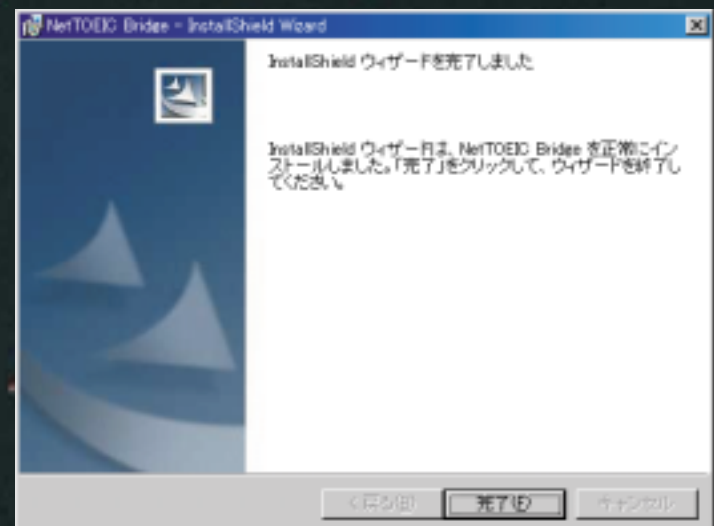 NetTOEIC Bridge - InstallShield Wizard
InstallShield ウィザードを完了しました
InstallShield ウィザードは、NetTOEIC Bridge を正常にイン
ストールしました。「完了」をクリックして、ウィザードを終了し
てください。
< 戻る(B)
完了(F)
キャンセル